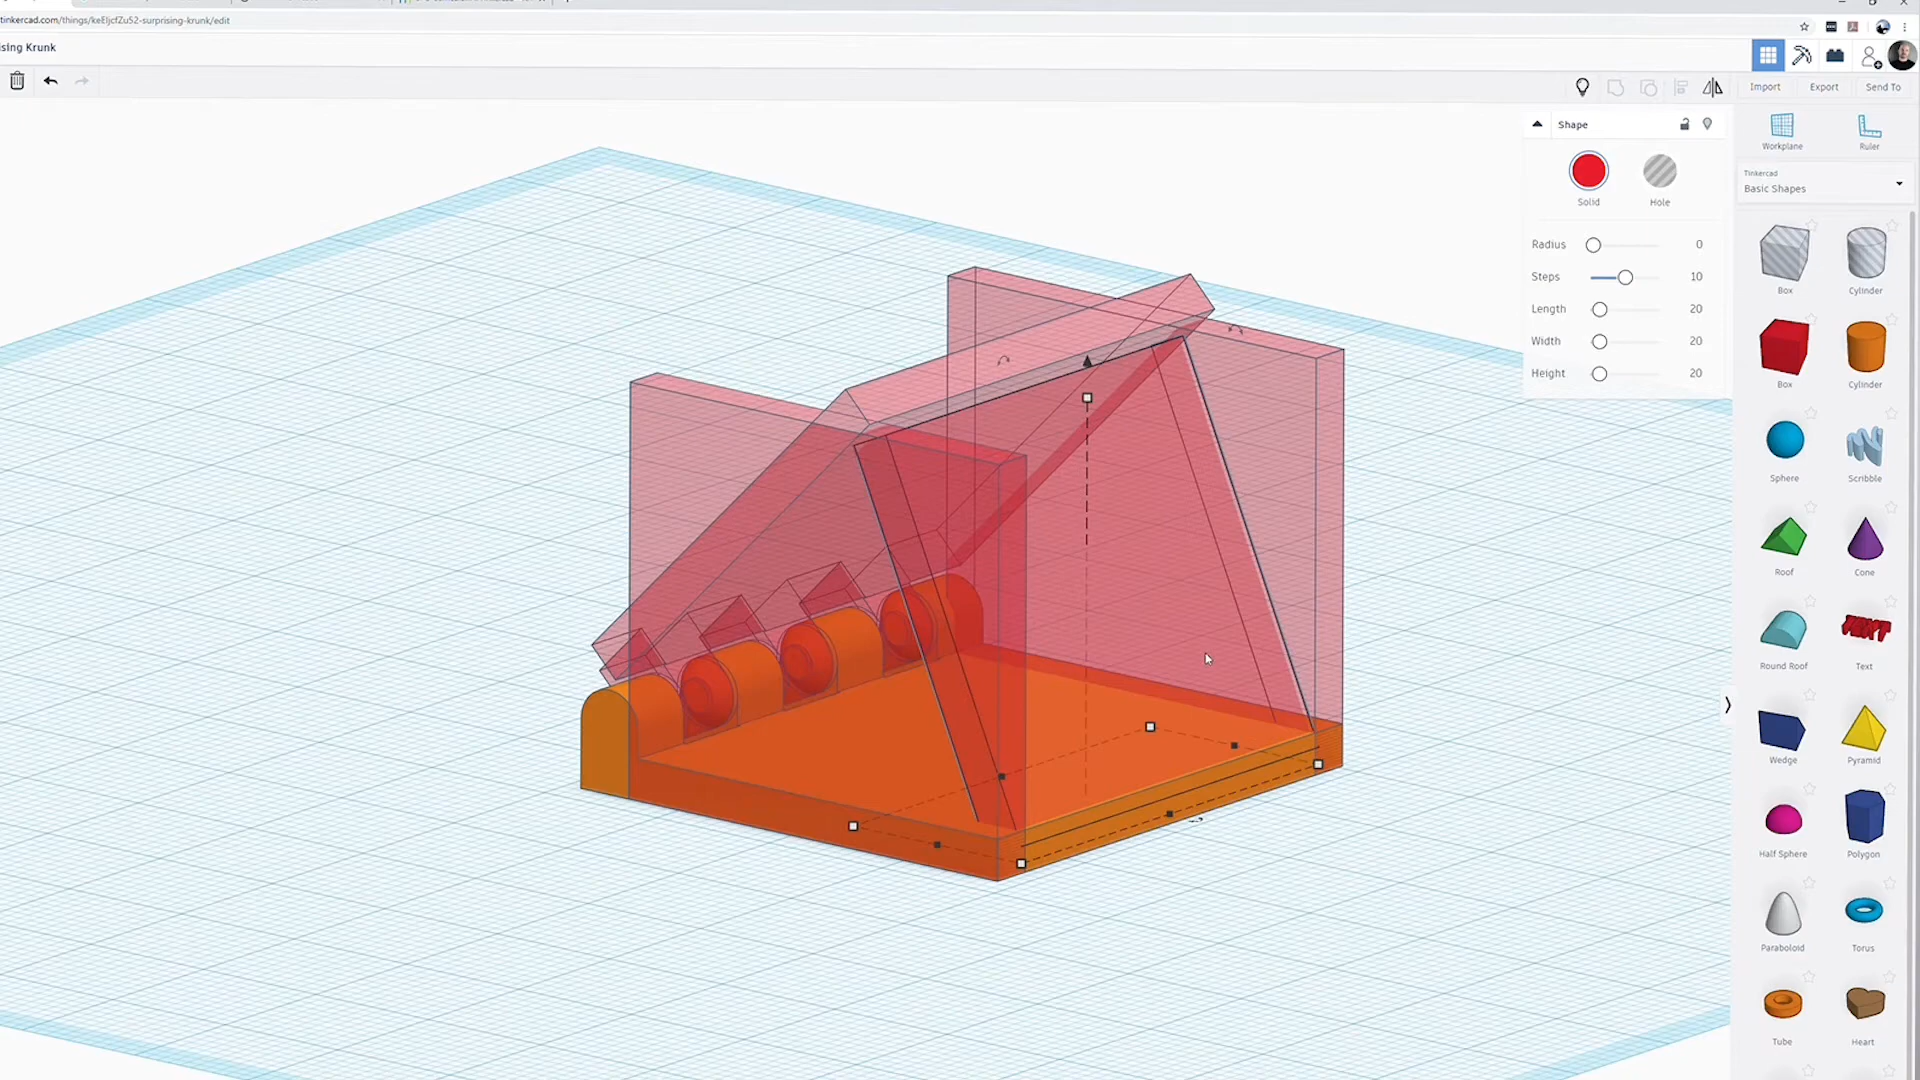 tinkercad.com/things/keEljcfZu52-surprising-krunk/edit
ising Krunk
Import
Export
Send To
Shape
Solid
Hole
Radius
0
Steps
10
Length
20
Width
20
Height
20
Workplane
Ruler
Tinkercad
Basic Shapes
Box
Cylinder
Box
Cylinder
Sphere
Scribble
Roof
Cone
Round Roof
TEXT
Text
Wedge
Pyramid
Half Sphere
Polygon
Paraboloid
Torus
Tube
Heart